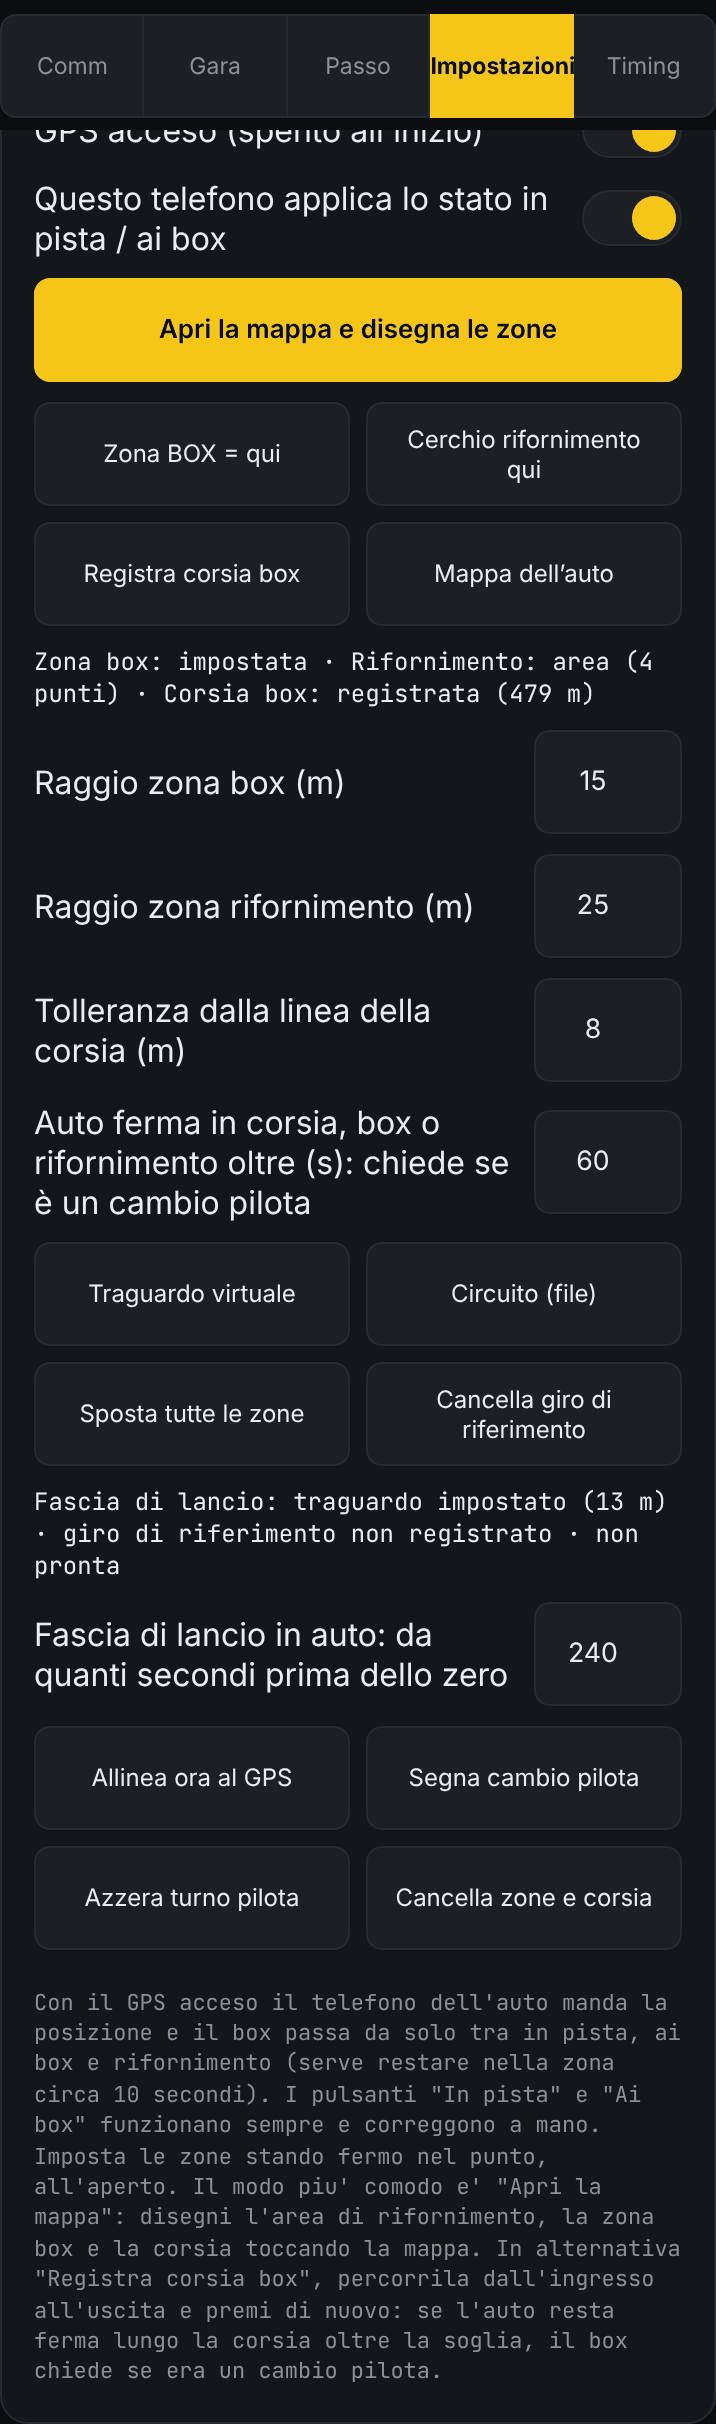 Comm
Gara
Passo
Impostazioni
Timing
GPS acceso (spento all'inizio)
Questo telefono applica lo stato in
pista / ai box
Apri la mappa e disegna le zone
Zona BOX = qui
Cerchio rifornimento
qui
Registra corsia box
Mappa dell’auto
Zona box: impostata · Rifornimento: area (4
punti) · Corsia box: registrata (479 m)
Raggio zona box (m)
15
Raggio zona rifornimento (m)
25
Tolleranza dalla linea della
corsia (m)
8
Auto ferma in corsia, box o
rifornimento oltre (s): chiede se
è un cambio pilota
60
Traguardo virtuale
Circuito (file)
Sposta tutte le zone
Cancella giro di
riferimento
Fascia di lancio: traguardo impostato (13 m)
· giro di riferimento non registrato · non
pronta
Fascia di lancio in auto: da
quanti secondi prima dello zero
240
Allinea ora al GPS
Segna cambio pilota
Azzera turno pilota
Cancella zone e corsia
Con il GPS acceso il telefono dell'auto manda la
posizione e il box passa da solo tra in pista, ai
box e rifornimento (serve restare nella zona
circa 10 secondi). I pulsanti "In pista" e "Ai
box" funzionano sempre e correggono a mano.
Imposta le zone stando fermo nel punto,
all'aperto. Il modo piu' comodo e' "Apri la
mappa": disegni l'area di rifornimento, la zona
box e la corsia toccando la mappa. In alternativa
"Registra corsia box", percorrila dall'ingresso
all'uscita e premi di nuovo: se l'auto resta
ferma lungo la corsia oltre la soglia, il box
chiede se era un cambio pilota.